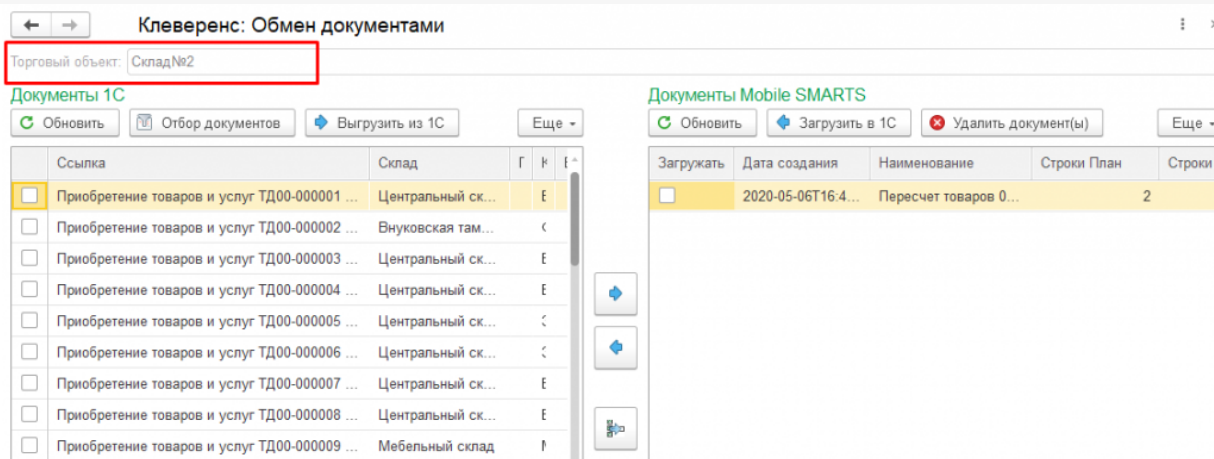 Клеверенс: Обмен документами
Торговый объект: Склад№2
Документы 1С
Документы Mobile SMARTS
Обновить Отбор документов Выгрузить из 1С Еще
Обновить Загрузить в 1С Удалить документ(ы) Еще
Ссылка Склад
Загружать Дата создания Наименование Строки План Строки
Приобретение товаров и услуг ТД00-000001 ... Центральный ск...
2020-05-06T16:4... Пересчет товаров 0... 2
Приобретение товаров и услуг ТД00-000002 ... Внуковская там...
Приобретение товаров и услуг ТД00-000003 ... Центральный ск...
Приобретение товаров и услуг ТД00-000004 ... Центральный ск...
Приобретение товаров и услуг ТД00-000005 ... Центральный ск...
Приобретение товаров и услуг ТД00-000006 ... Центральный ск...
Приобретение товаров и услуг ТД00-000007 ... Центральный ск...
Приобретение товаров и услуг ТД00-000008 ... Центральный ск...
Приобретение товаров и услуг ТД00-000009 ... Мебельный склад